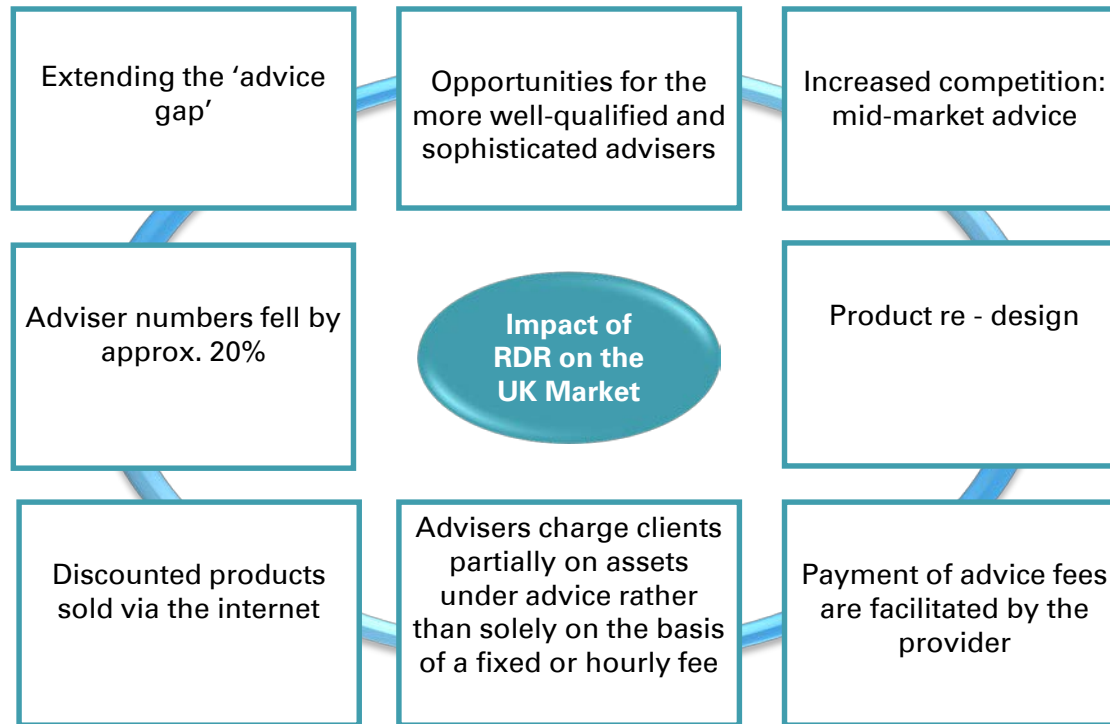 Extending the ‘advice
gap’
Opportunities for the
more well-qualified and
sophisticated advisers
Increased competition:
mid-market advice
Adviser numbers fell by
approx. 20%
Impact of
RDR on the
UK Market
Product re - design
Discounted products
sold via the internet
Advisers charge clients
partially on assets
under advice rather
than solely on the basis
of a fixed or hourly fee
Payment of advice fees
are facilitated by the
provider